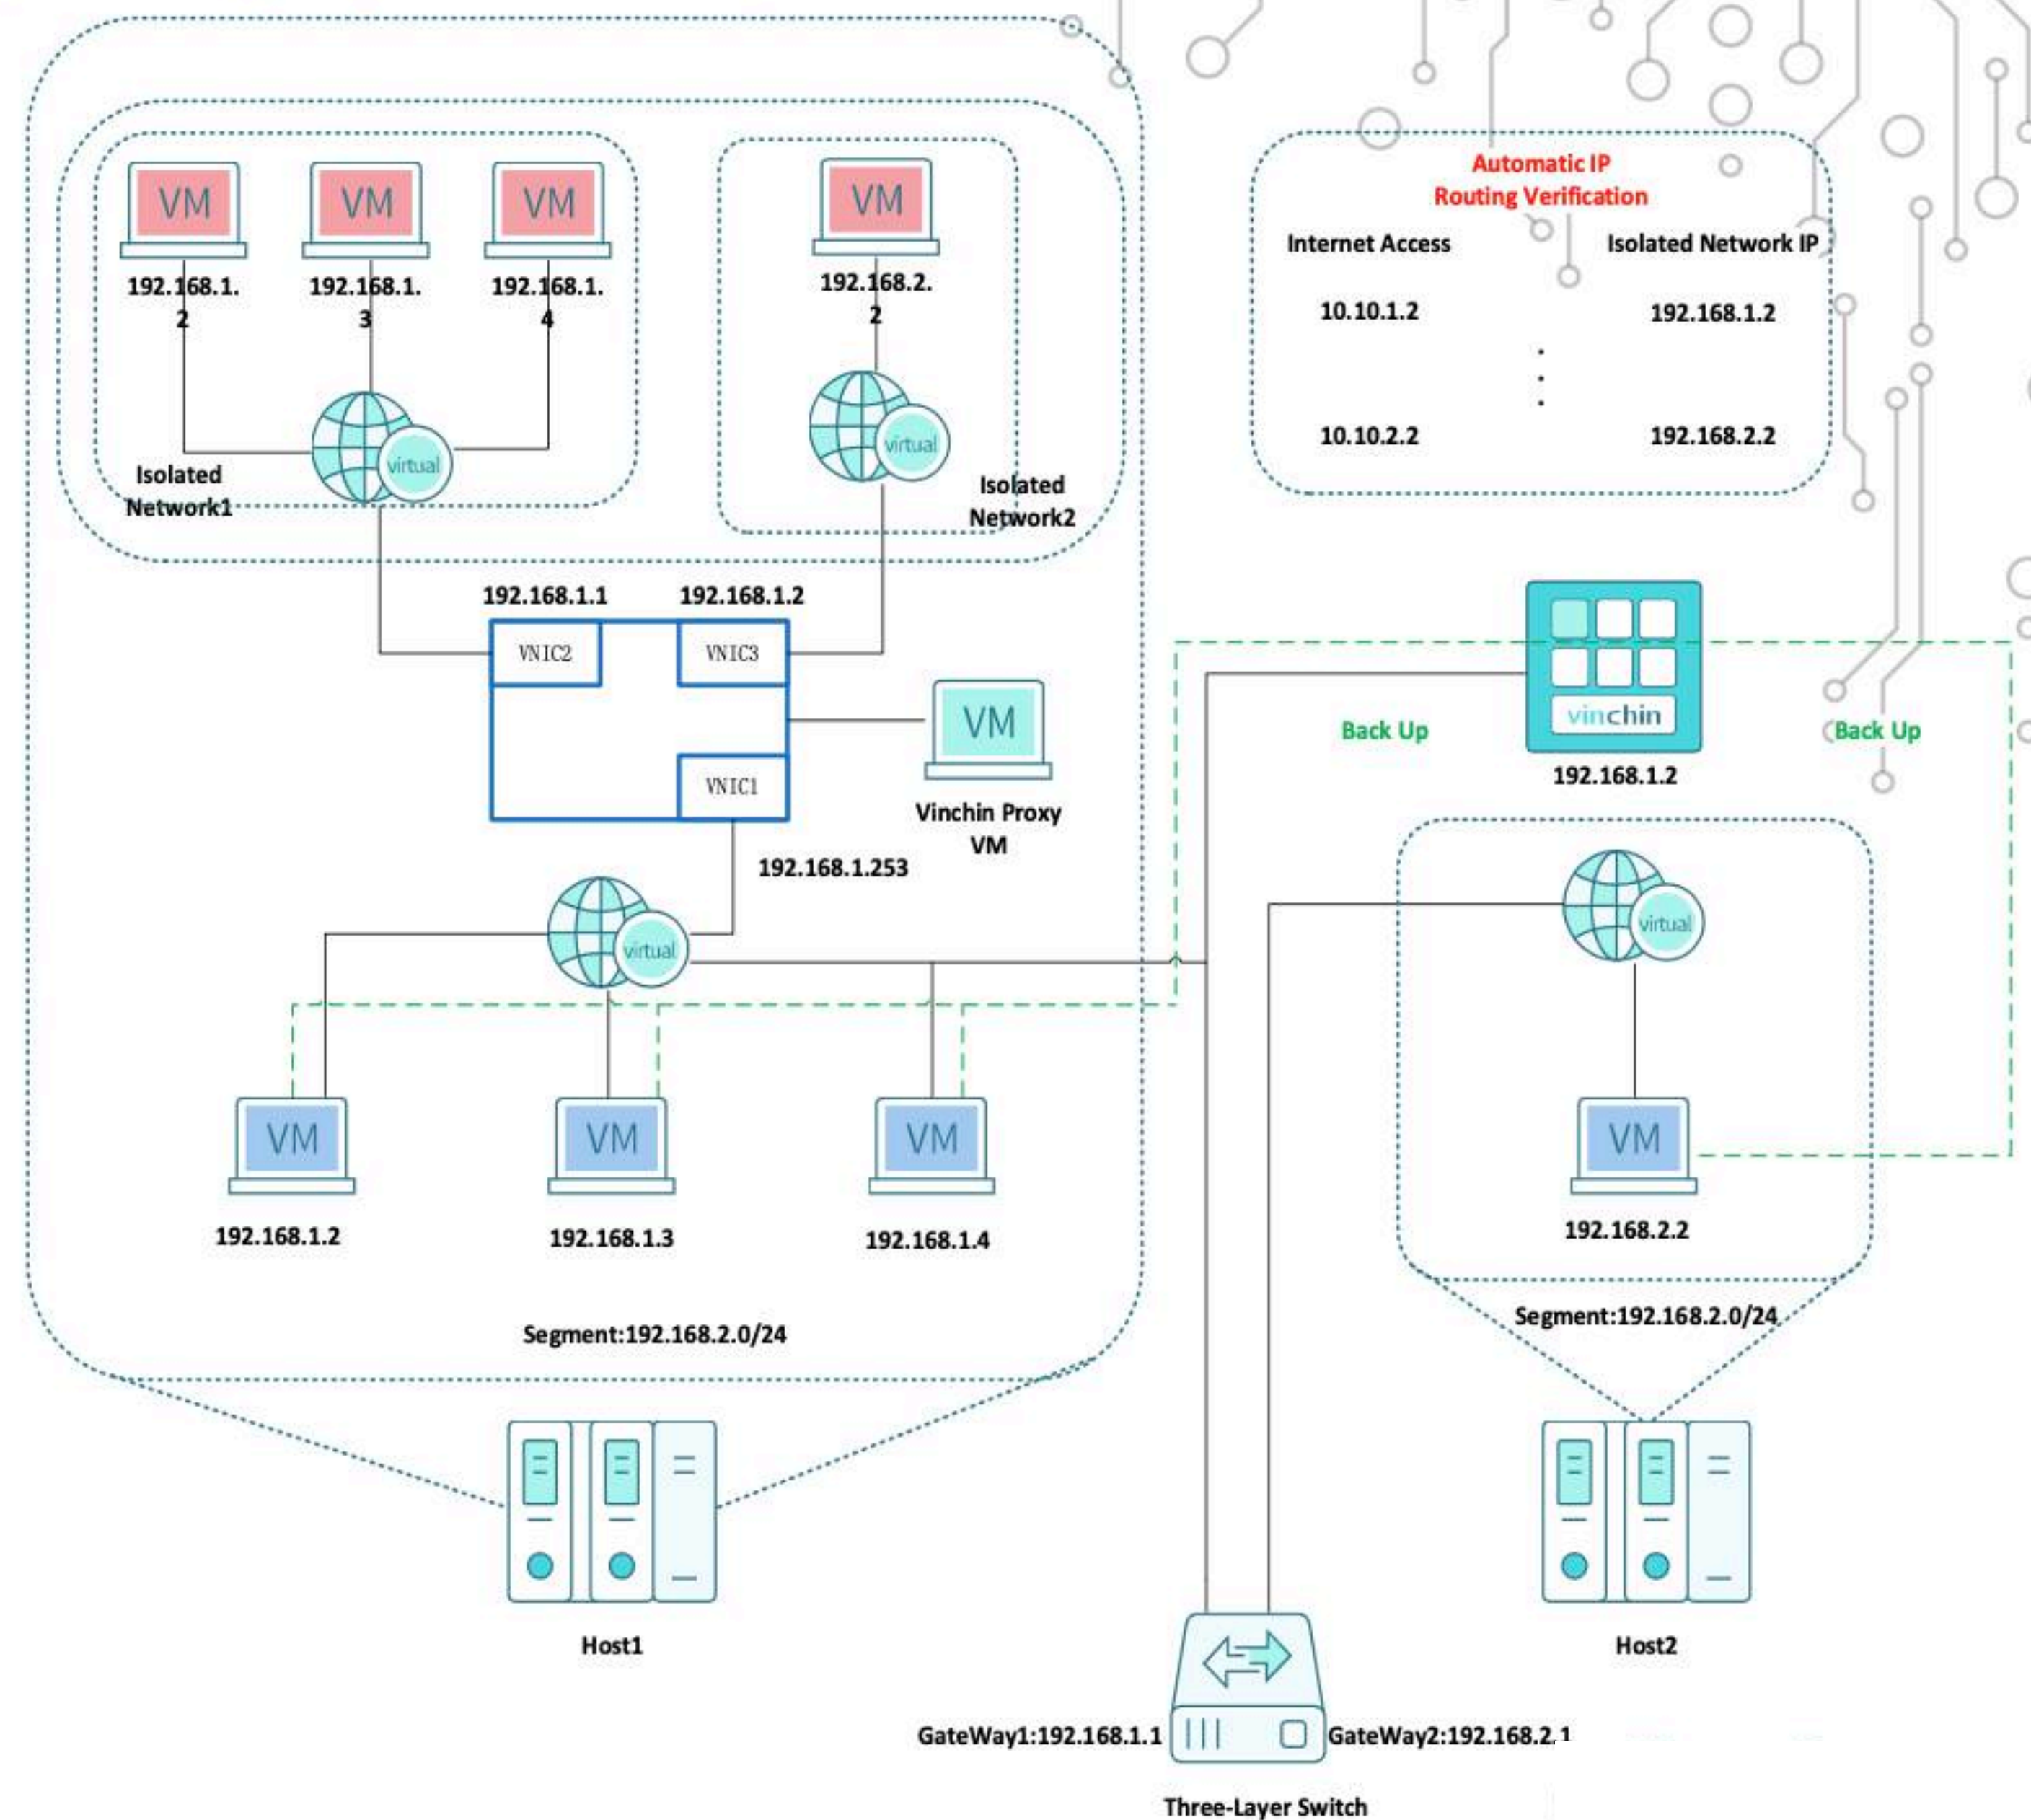 VM
VM
VM
VM
192.168.1.
2
192.168.1.
3
192.168.1.
4
192.168.2.
2
virtual
virtual
Isolated
Network1
Isolated
Network2
Automatic IP
Routing Verification
Internet Access
Isolated Network IP
10.10.1.2
192.168.1.2
10.10.2.2
192.168.2.2
192.168.1.1
192.168.1.2
VNIC2
VNIC3
VNIC1
VM
Vinchin Proxy
VM
192.168.1.253
virtual
Back Up
vinchin
192.168.1.2
Back Up
virtual
VM
VM
VM
192.168.1.2
192.168.1.3
192.168.1.4
Segment:192.168.2.0/24
VM
192.168.2.2
Segment:192.168.2.0/24
Host1
Host2
GateWay1:192.168.1.1
GateWay2:192.168.2.1
Three-Layer Switch